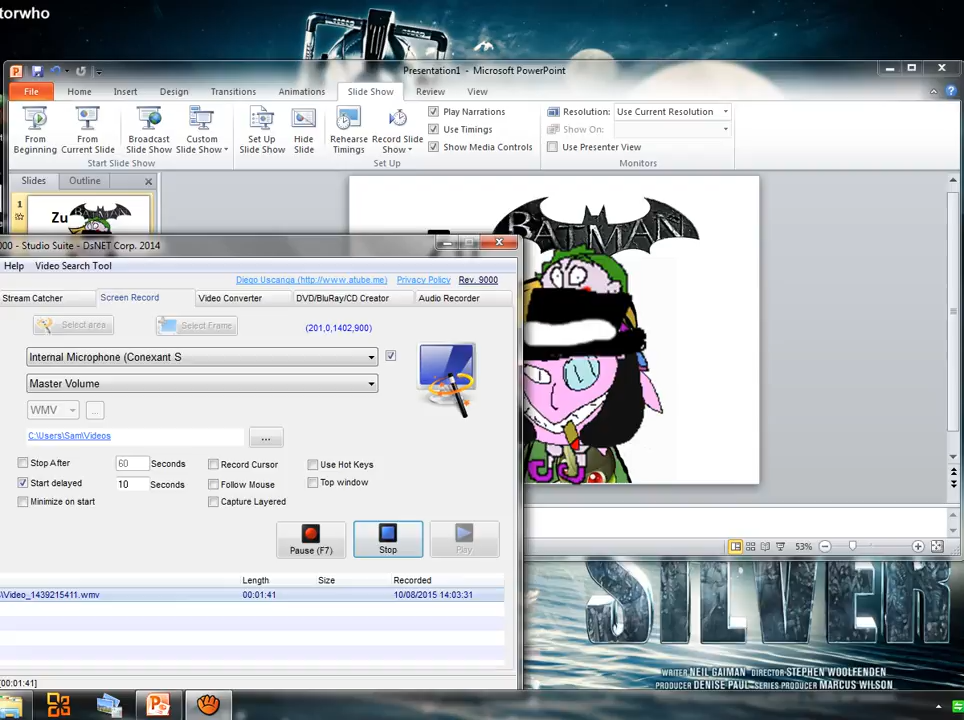 torwho
Presentation1 - Microsoft PowerPoint
File Home Insert Design Transitions Animations Slide Show Review View
From Beginning
From Current Slide
Broadcast Slide Show
Custom Slide Show
Set Up Slide Show
Hide Slide
Rehearse Timings
Record Slide Show
Play Narrations
Use Timings
Show Media Controls
Resolution: Use Current Resolution
Show On:
Use Presenter View
Start Slide Show Set Up Monitors
Slides Outline
1
Zu
BATMAN
000 - Studio Suite - DsNET Corp. 2014
Help Video Search Tool
Diego Uscanga (http://www.atube.me) Privacy Policy Rev. 9000
Stream Catcher Screen Record Video Converter DVD/BluRay/CD Creator Audio Recorder
Select area Select Frame (201,0,1402,900)
Internal Microphone (Conexant S
Master Volume
WMV ...
C:\Users\Sam\Videos ...
Stop After 60 Seconds Record Cursor Use Hot Keys
Start delayed 10 Seconds Follow Mouse Top window
Minimize on start Capture Layered
Pause (F7) Stop Play
Length Size Recorded
\Video_1439215411.wmv 00:01:41 10/08/2015 14:03:31
[00:01:41]
53%
SILVER
WRITER NEIL GAIMAN DIRECTOR STEPHEN WOOLFENDEN
PRODUCER DENISE PAUL SERIES PRODUCER MARCUS WILSON